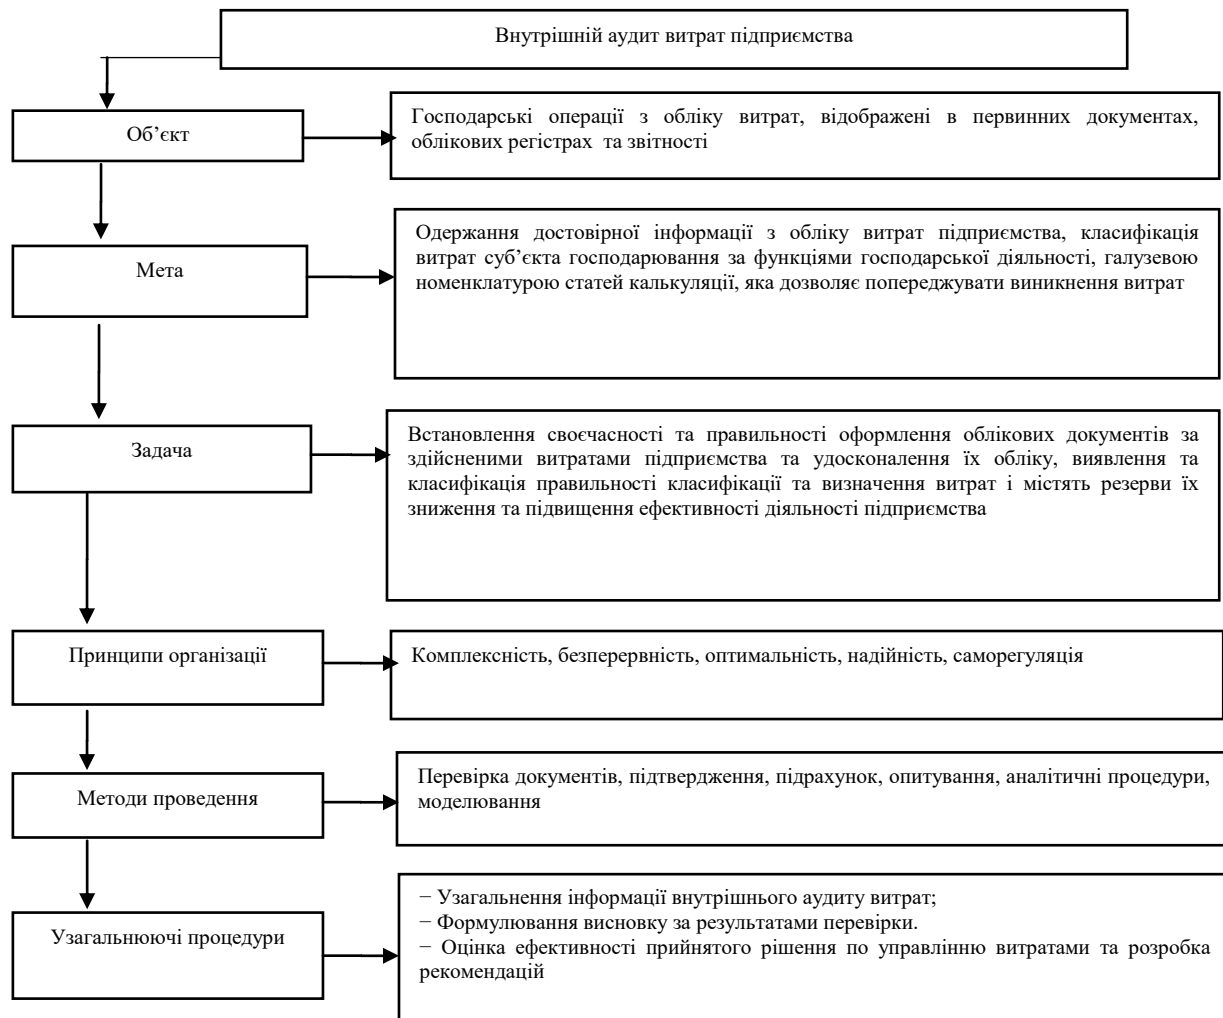 Внутрішній аудит витрат підприємства
Об’єкт
Господарські операції з обліку витрат, відображені в первинних документах,
облікових регістрах та звітності
Мета
Одержання достовірної інформації з обліку витрат підприємства, класифікація
витрат суб’єкта господарювання за функціями господарської діяльності, галузевою
номенклатурою статей калькуляції, яка дозволяє попереджувати виникнення витрат
Задача
Встановлення своєчасності та правильності оформлення облікових документів за
здійсненими витратами підприємства та удосконалення їх обліку, виявлення та
класифікація правильності класифікації та визначення витрат і містять резерви їх
зниження та підвищення ефективності діяльності підприємства
Принципи організації
Комплексність, безперервність, оптимальність, надійність, саморегуляція
Методи проведення
Перевірка документів, підтвердження, підрахунок, опитування, аналітичні процедури,
моделювання
Узагальнюючі процедури
− Узагальнення інформації внутрішнього аудиту витрат;
− Формулювання висновку за результатами перевірки.
− Оцінка ефективності прийнятого рішення по управлінню витратами та розробка
рекомендацій